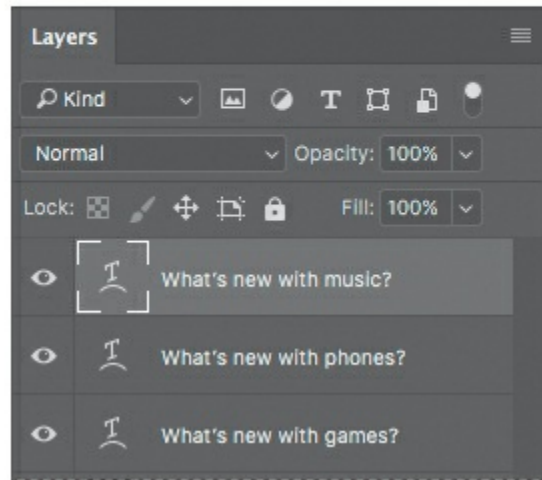 Layers
Kind T
Normal Opacity: 100%
Lock: Fill: 100%
T What's new with music?
T What's new with phones?
T What's new with games?